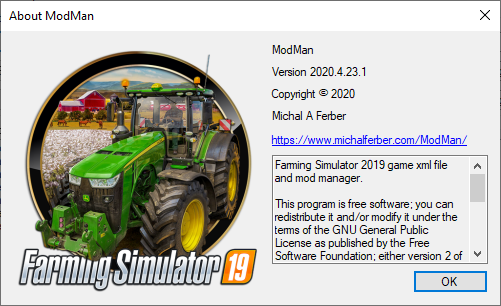 About ModMan
ModMan
Version 2020.4.23.1
Copyright © 2020
Michal A Ferber
https://www.michalferber.com/ModMan/
Farming Simulator 2019 game xml file
and mod manager.
This program is free software; you can
redistribute it and/or modify it under the
terms of the GNU General Public
License as published by the Free
Software Foundation; either version 2 of
Farming Simulator 19
OK